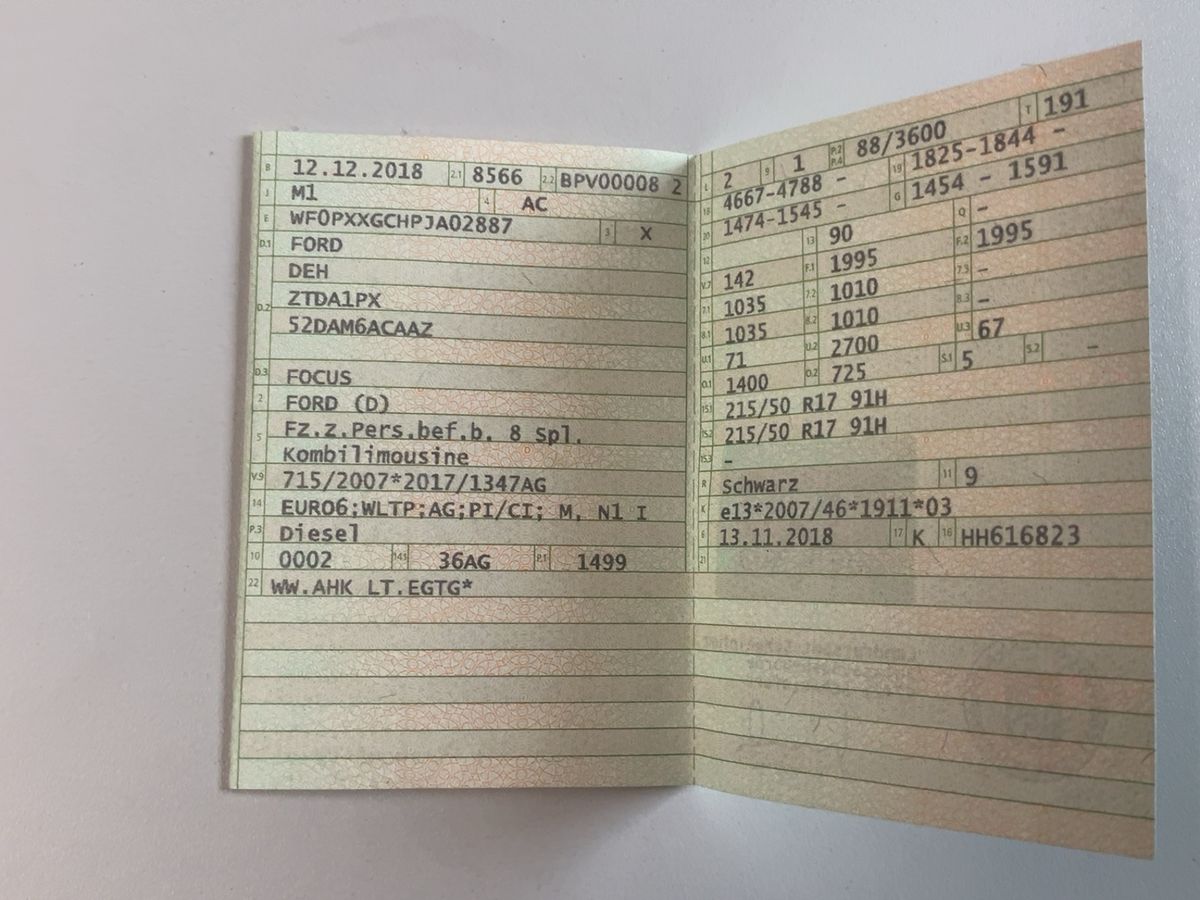 B 12.12.2018 2.1 8566 2.2 BPV00008 2
J M1 4 AC
E WF0PXXGCHPJA02887 3 X
D.1 FORD
DEH
D.2 ZTDA1PX
52DAM6ACAAZ
D.3 FOCUS
2 FORD (D)
5 Fz.z.Pers.bef.b. 8 Spl.
Kombilimousine
V.9 715/2007*2017/1347AG
14 EURO6;WLTP;AG;PI/CI; M, N1 I
P.3 Diesel
10 0002 14.1 36AG P.1 1499
22 WW.AHK LT.EGTG*
L 2 9 1 P.2 P.4 88/3600 T 191
18 4667-4788 - 19 1825-1844 -
20 1474-1545 - G 1454 - 1591
12 13 90 Q -
V.7 142 F.1 1995 F.2 1995
7.1 1035 7.2 1010 7.3 -
8.1 1035 8.2 1010 8.3 -
U.1 71 U.2 2700 U.3 67
O.1 1400 O.2 725 S.1 5 S.2 -
15.1 215/50 R17 91H
15.2 215/50 R17 91H
15.3 -
R Schwarz 11 9
K e13*2007/46*1911*03
6 13.11.2018 17 K 16 HH616823
21